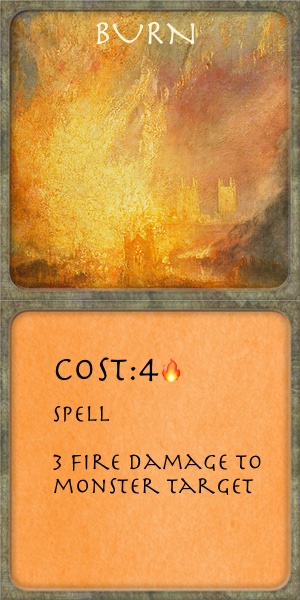 BURN
COST:4🔥
SPELL
3 FIRE DAMAGE TO
MONSTER TARGET